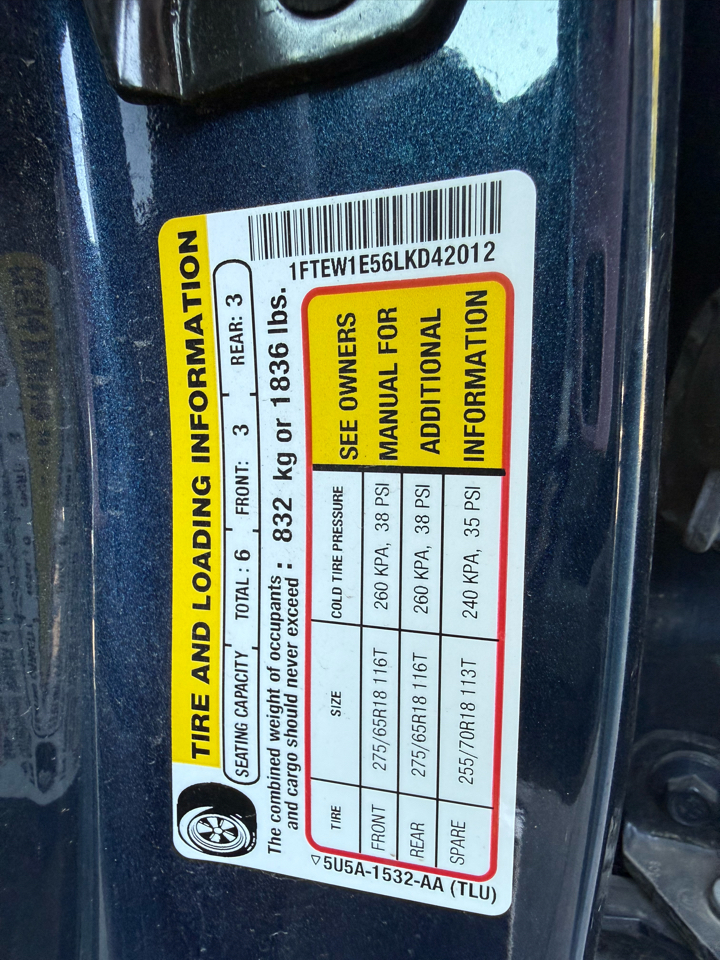 TIRE AND LOADING INFORMATION
SEATING CAPACITY TOTAL : 6 FRONT: 3 REAR: 3
The combined weight of occupants
and cargo should never exceed : 832 kg or 1836 lbs.
TIRE SIZE COLD TIRE PRESSURE
FRONT 275/65R18 116T 260 KPA, 38 PSI
REAR 275/65R18 116T 260 KPA, 38 PSI
SPARE 255/70R18 113T 240 KPA, 35 PSI
SEE OWNERS
MANUAL FOR
ADDITIONAL
INFORMATION
5U5A-1532-AA (TLU)
1FTEW1E56LKD42012